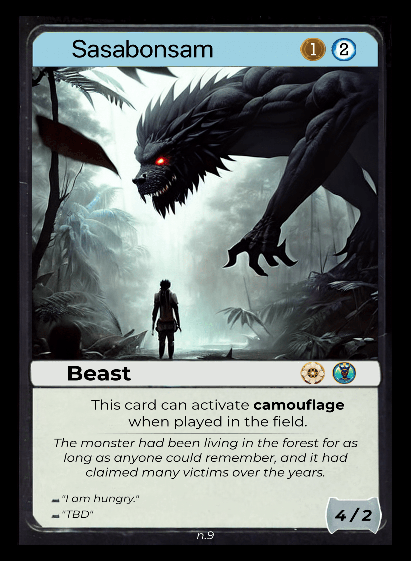 Sasabonsam 1 2
Beast
This card can activate camouflage
when played in the field.
The monster had been living in the forest for as
long as anyone could remember, and it had
claimed many victims over the years.
"I am hungry."
"TBD"
4 / 2
n.9